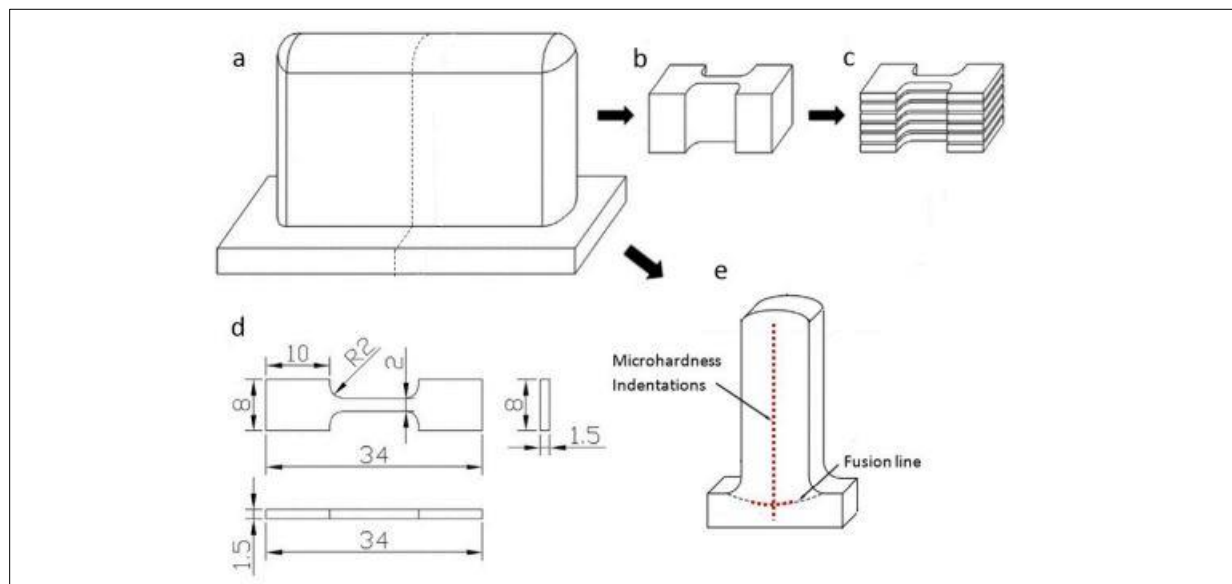 a
b
c
d
e
10
R2
2
8
34
8
1.5
1.5
34
Microhardness
Indentations
Fusion line